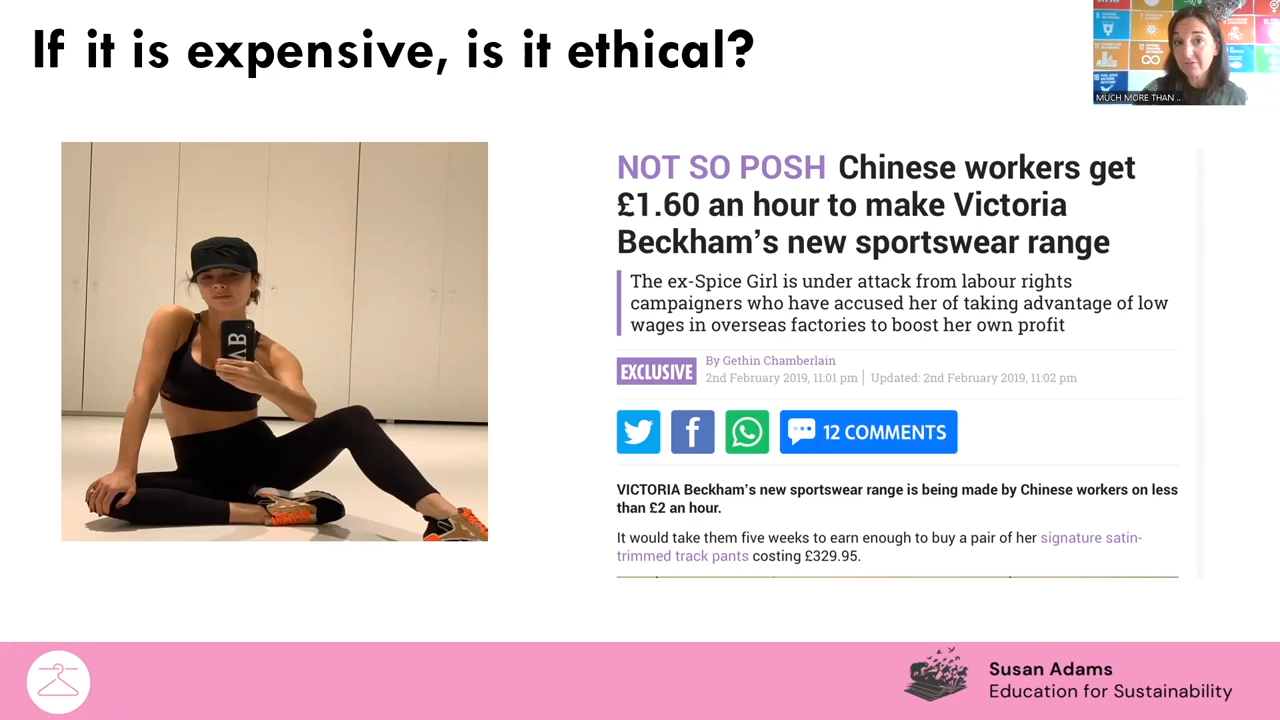 If it is expensive, is it ethical?
MUCH MORE THAN ..
VB
NOT SO POSH Chinese workers get
£1.60 an hour to make Victoria
Beckham's new sportswear range
The ex-Spice Girl is under attack from labour rights
campaigners who have accused her of taking advantage of low
wages in overseas factories to boost her own profit
EXCLUSIVE
By Gethin Chamberlain
2nd February 2019, 11:01 pm | Updated: 2nd February 2019, 11:02 pm
12 COMMENTS
VICTORIA Beckham's new sportswear range is being made by Chinese workers on less
than £2 an hour.
It would take them five weeks to earn enough to buy a pair of her signature satin-
trimmed track pants costing £329.95.
Susan Adams
Education for Sustainability